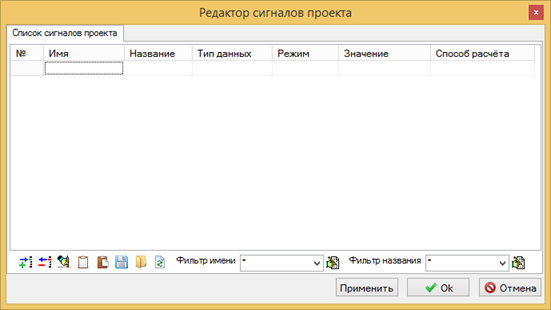 Редактор сигналов проекта
x
Список сигналов проекта
№ Имя Название Тип данных Режим Значение Способ расчёта
Фильтр имени * Фильтр названия *
Применить Ok Отмена